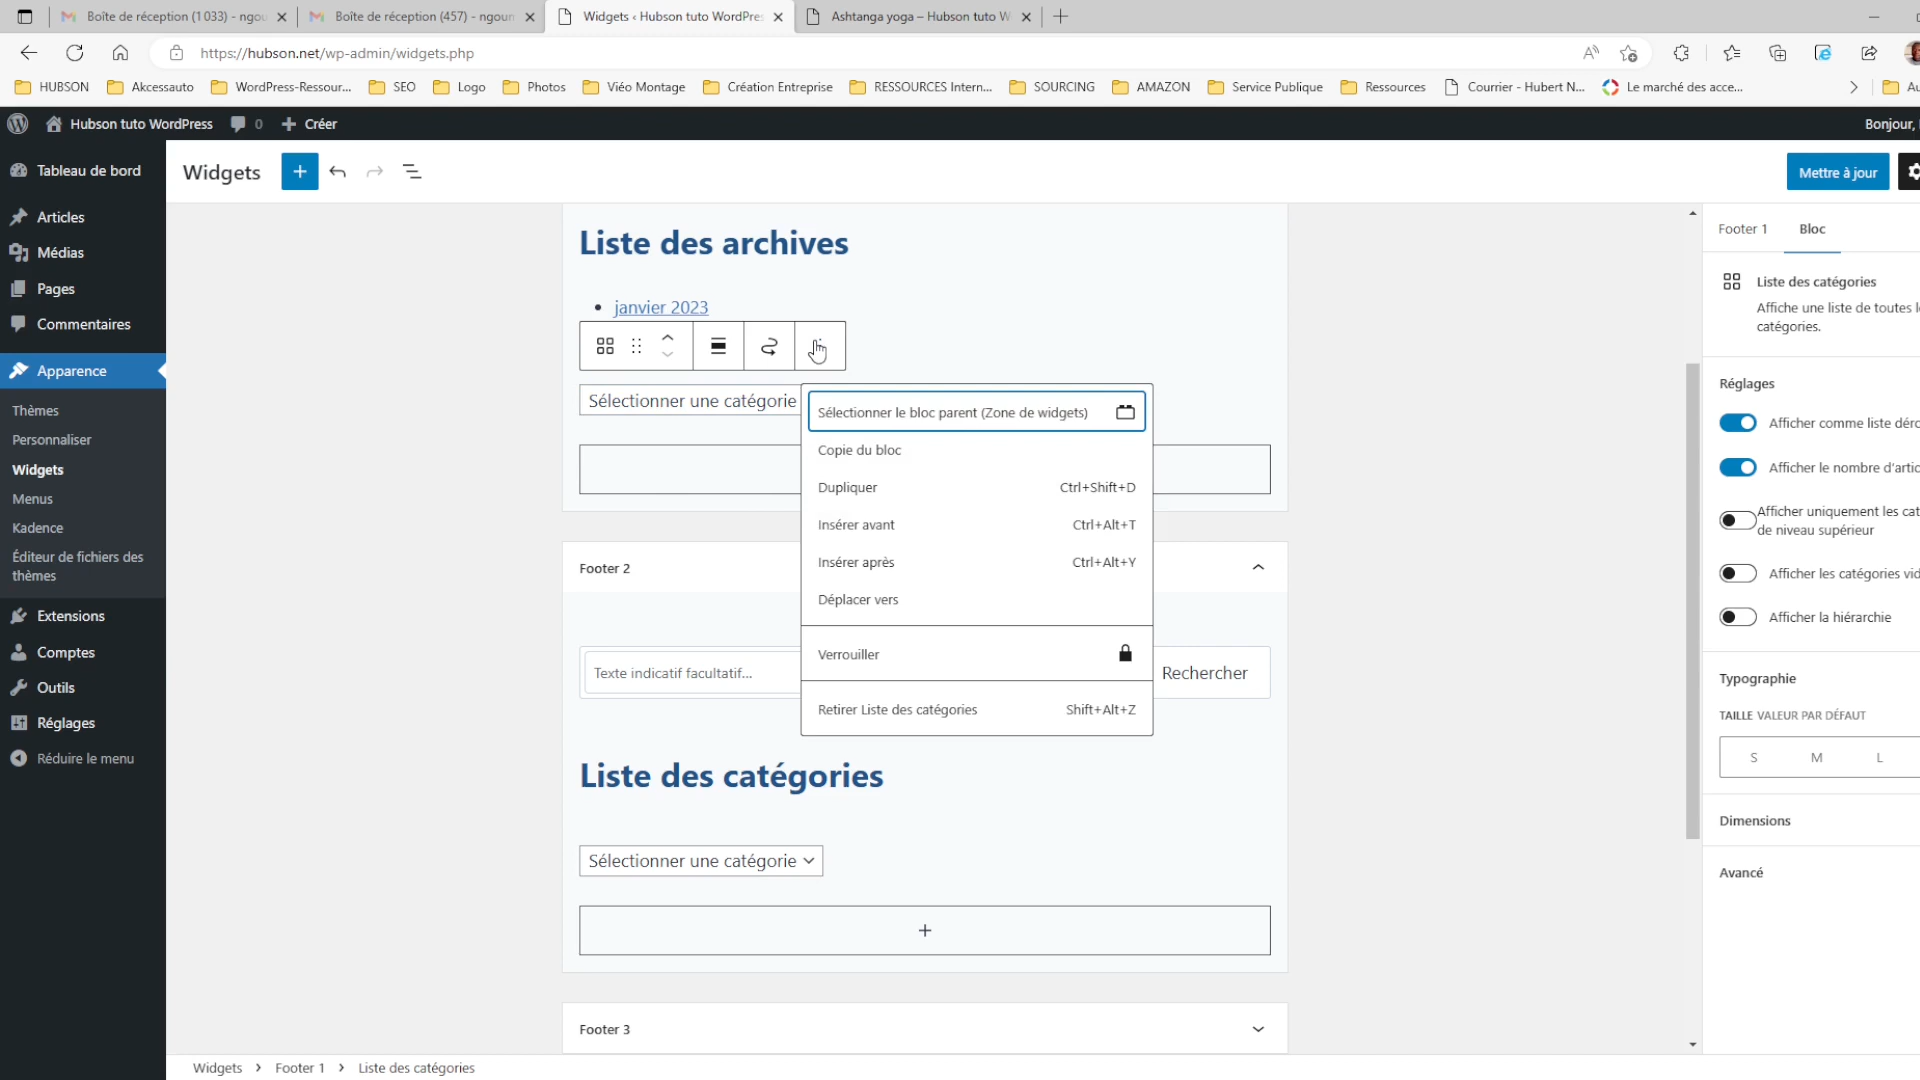 Boîte de réception (1 033) - ngou
Boîte de réception (457) - ngoun
Widgets ‹ Hubson tuto WordPres
Ashtanga yoga – Hubson tuto W
https://hubson.net/wp-admin/widgets.php
HUBSON
Akcessauto
WordPress-Ressour...
SEO
Logo
Photos
Viéo Montage
Création Entreprise
RESSOURCES Intern...
SOURCING
AMAZON
Service Publique
Ressources
Courrier - Hubert N...
Le marché des acce...
Au
Hubson tuto WordPress
0
Créer
Bonjour,
Tableau de bord
Articles
Médias
Pages
Commentaires
Apparence
Thèmes
Personnaliser
Widgets
Menus
Kadence
Éditeur de fichiers des
thèmes
Extensions
Comptes
Outils
Réglages
Réduire le menu
Widgets
Mettre à jour
Liste des archives
janvier 2023
Sélectionner une catégorie
Sélectionner le bloc parent (Zone de widgets)
Copie du bloc
Dupliquer Ctrl+Shift+D
Insérer avant Ctrl+Alt+T
Insérer après Ctrl+Alt+Y
Déplacer vers
Verrouiller
Retirer Liste des catégories Shift+Alt+Z
Footer 2
Texte indicatif facultatif...
Rechercher
Liste des catégories
Sélectionner une catégorie
Footer 3
Footer 1
Bloc
Liste des catégories
Affiche une liste de toutes l
catégories.
Réglages
Afficher comme liste déro
Afficher le nombre d'artic
Afficher uniquement les cat
de niveau supérieur
Afficher les catégories vid
Afficher la hiérarchie
Typographie
TAILLE VALEUR PAR DÉFAUT
S M L
Dimensions
Avancé
Widgets > Footer 1 > Liste des catégories